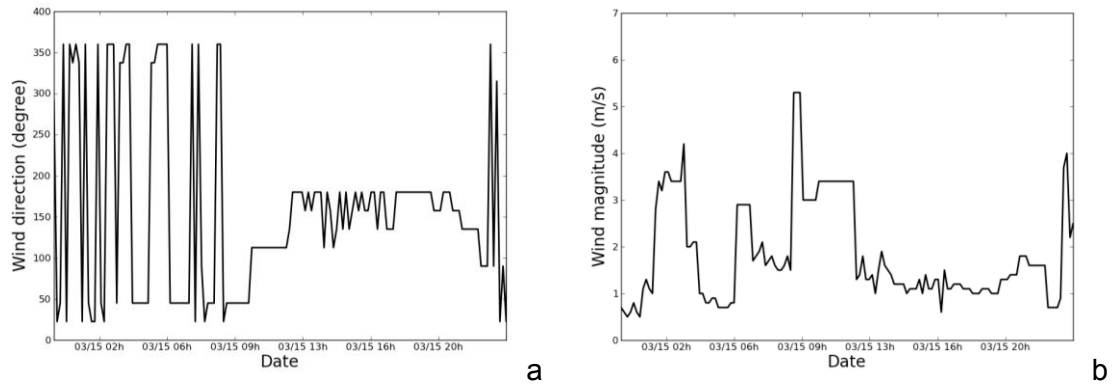 400
350
300
250
200
150
100
50
0
Wind direction (degree)
03/15 02h 03/15 06h 03/15 09h 03/15 13h 03/15 16h 03/15 20h
Date
a
7
6
5
4
3
2
1
0
Wind magnitude (m/s)
03/15 02h 03/15 06h 03/15 09h 03/15 13h 03/15 16h 03/15 20h
Date
b